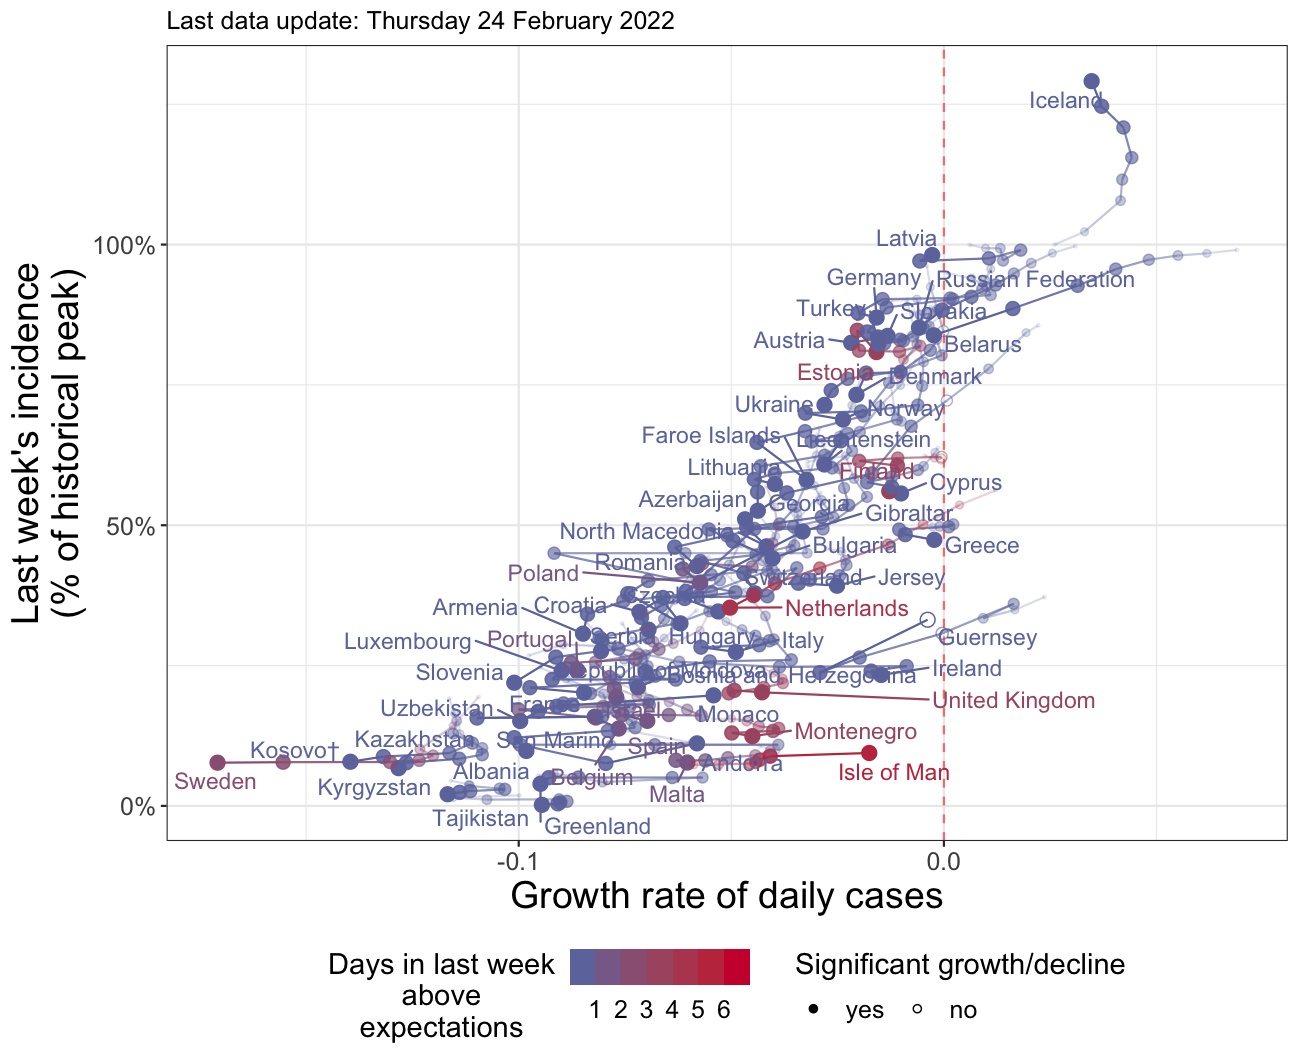 Last data update: Thursday 24 February 2022
Last week's incidence
(% of historical peak)
100%
50%
0%
Iceland
Latvia
Germany
Russian Federation
Turkey
Slovakia
Austria
Belarus
Estonia
Denmark
Ukraine
Norway
Faroe Islands
Liechtenstein
Lithuania
Finland
Cyprus
Azerbaijan
Georgia
Gibraltar
North Macedonia
Bulgaria
Greece
Romania
Poland
Switzerland
Jersey
Armenia
Croatia
Netherlands
Luxembourg
Portugal
Serbia
Hungary
Italy
Guernsey
Slovenia
Moldova
Bosnia and Herzegovina
Ireland
Uzbekistan
France
Israel
Monaco
United Kingdom
Kosovo†
Kazakhstan
San Marino
Spain
Montenegro
Sweden
Kyrgyzstan
Albania
Belgium
Andorra
Isle of Man
Malta
Tajikistan
Greenland
-0.1
0.0
Growth rate of daily cases
Days in last week
above
expectations
1 2 3 4 5 6
Significant growth/decline
yes
no